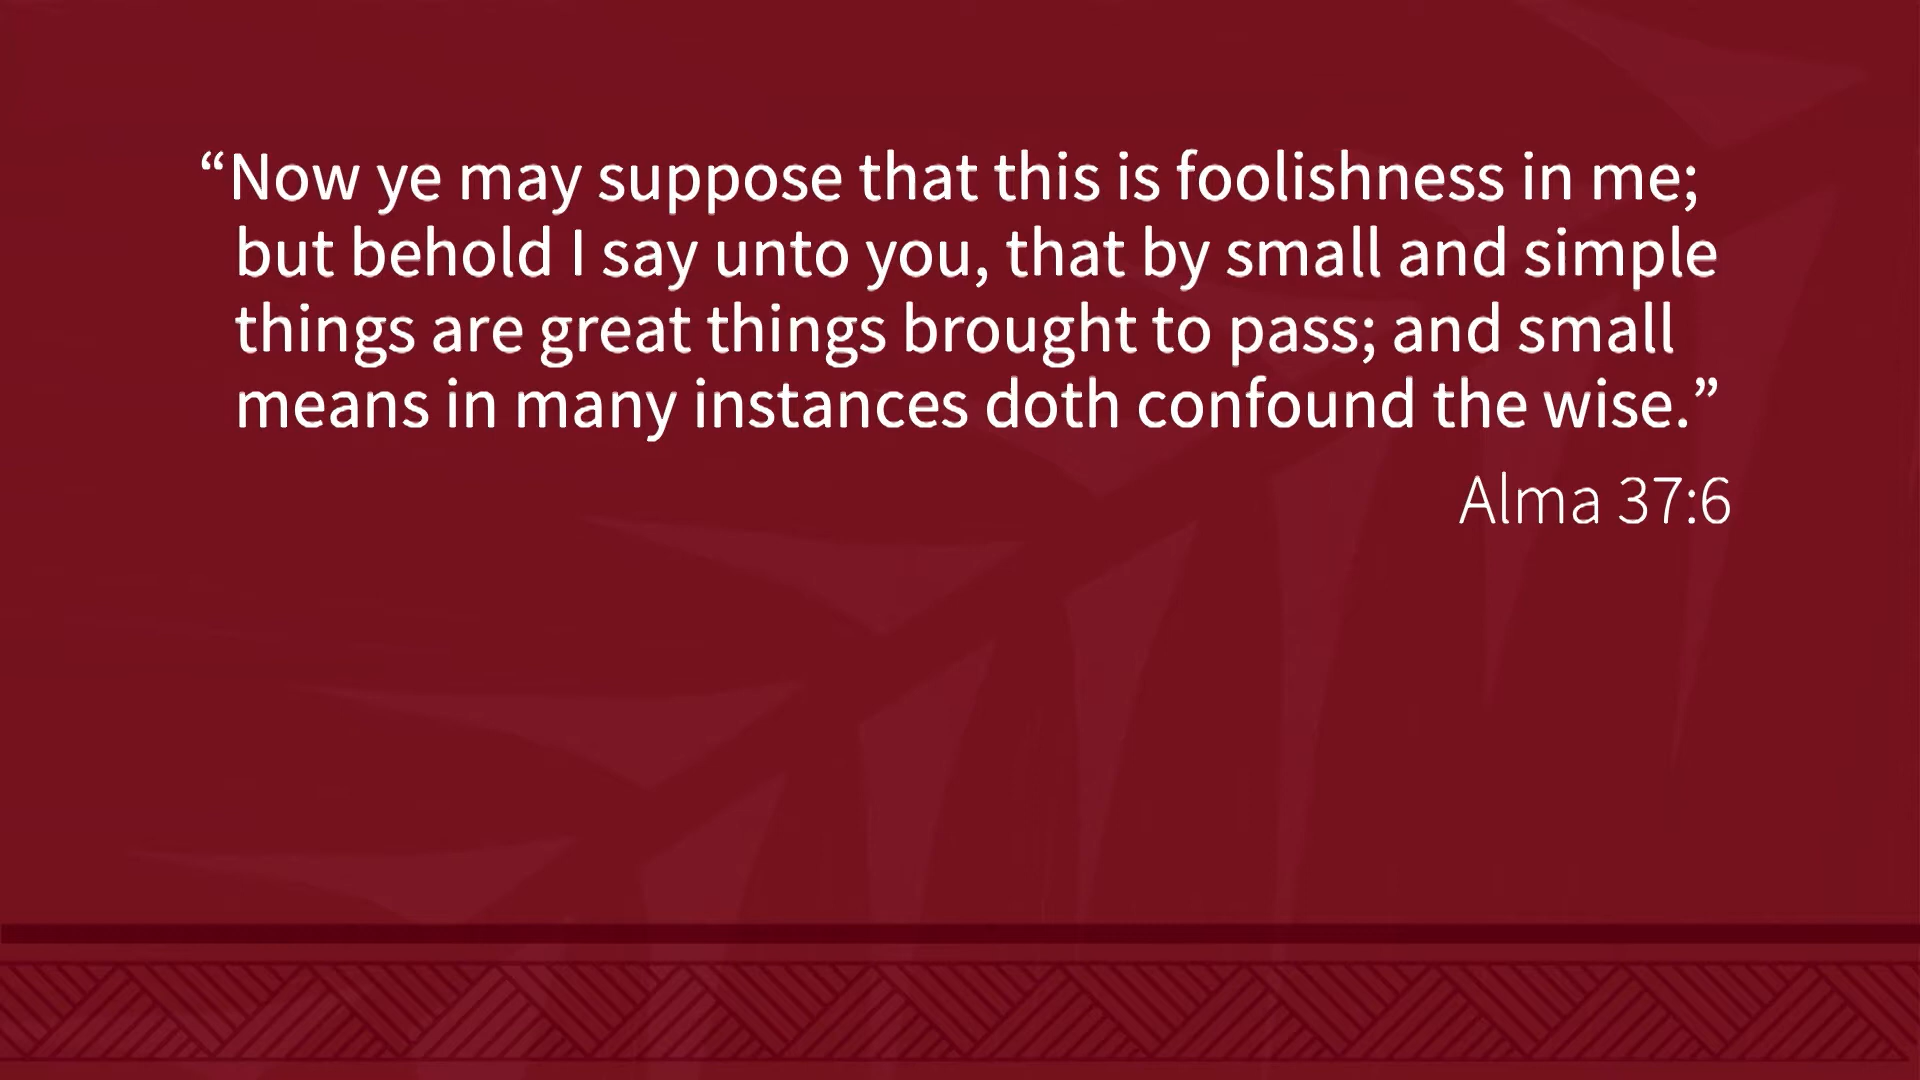 “Now ye may suppose that this is foolishness in me;
but behold I say unto you, that by small and simple
things are great things brought to pass; and small
means in many instances doth confound the wise.”
Alma 37:6